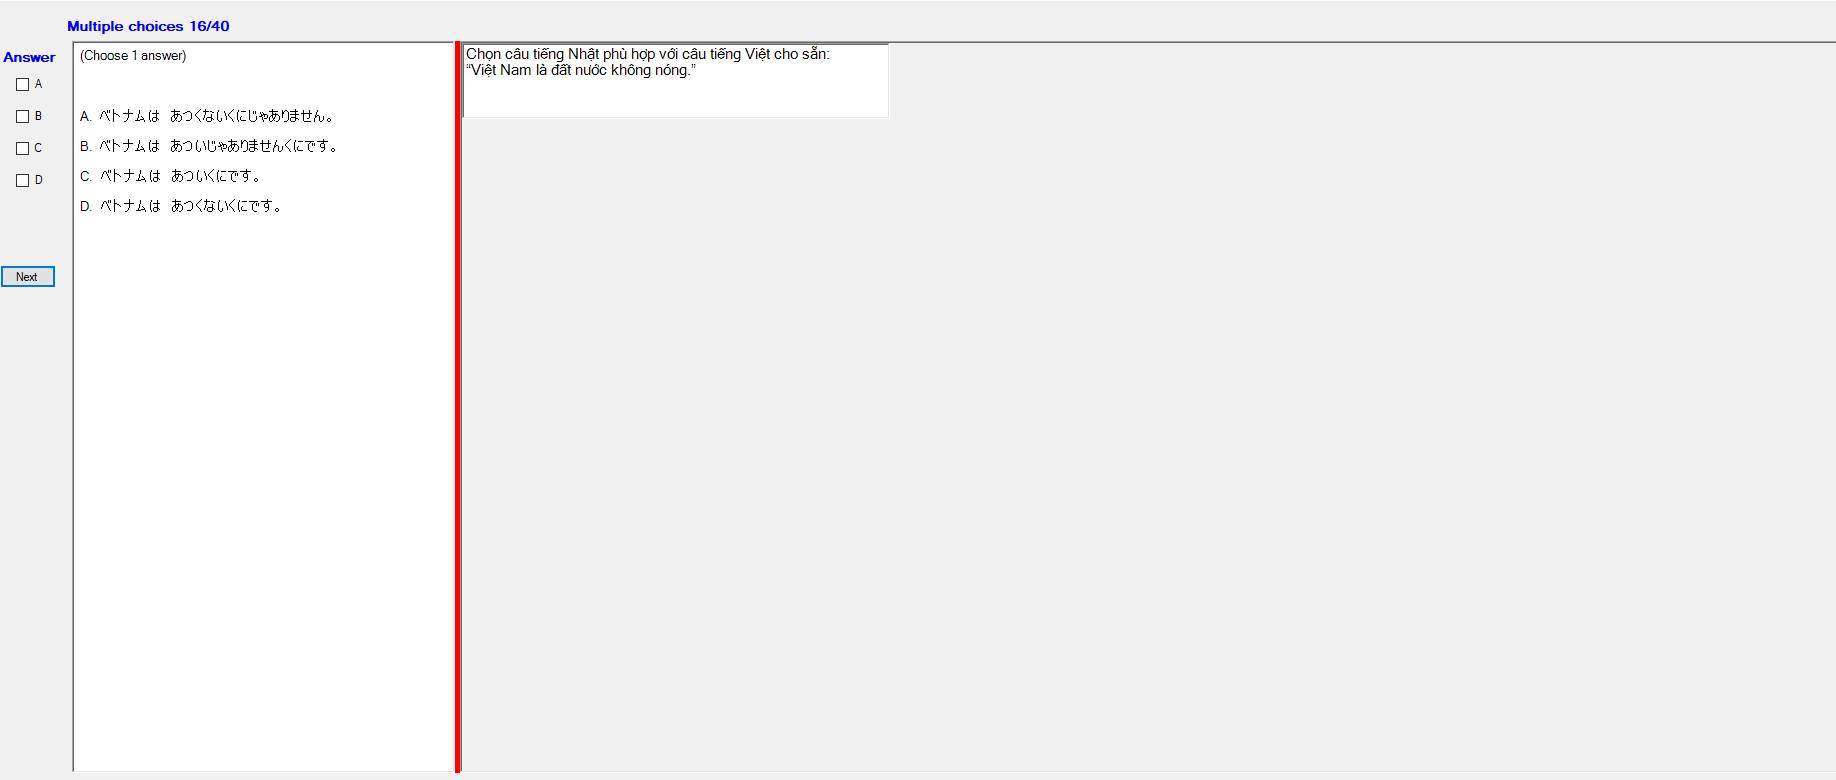 Multiple choices 16/40
Answer
A
B
C
D
Next
(Choose 1 answer)
A. ベトナムは　あつくないくにじゃありません。
B. ベトナムは　あついじゃありませんくにです。
C. ベトナムは　あついくにです。
D. ベトナムは　あつくないくにです。
Chọn câu tiếng Nhật phù hợp với câu tiếng Việt cho sẵn:
“Việt Nam là đất nước không nóng.”